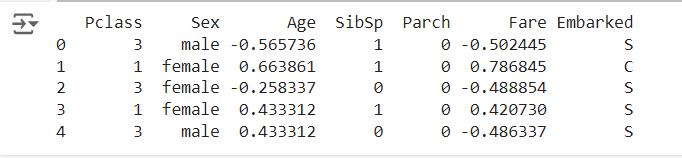 Pclass Sex Age SibSp Parch Fare Embarked
0 3 male -0.565736 1 0 -0.502445 S
1 1 female 0.663861 1 0 0.786845 C
2 3 female -0.258337 0 0 -0.488854 S
3 1 female 0.433312 1 0 0.420730 S
4 3 male 0.433312 0 0 -0.486337 S